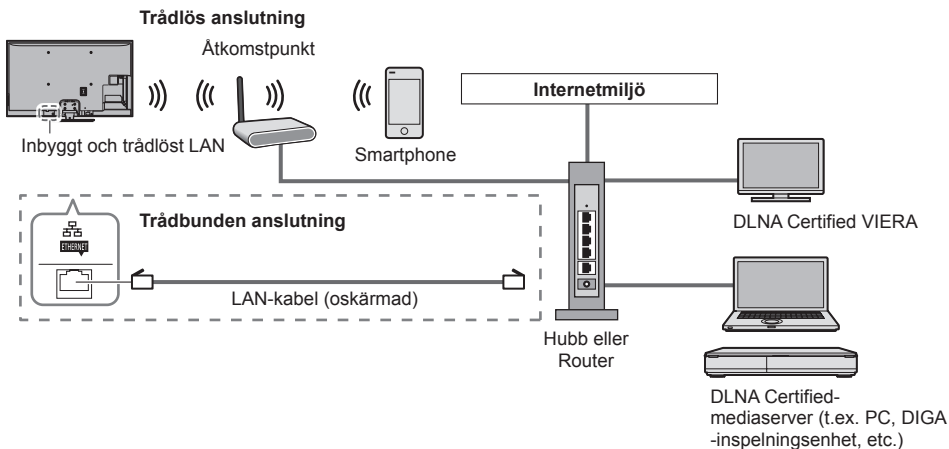 Trådlös anslutning
Åtkomstpunkt
Internetmiljö
Inbyggt och trådlöst LAN
Smartphone
DLNA Certified VIERA
Trådbunden anslutning
ETHERNET
LAN-kabel (oskärmad)
Hubb eller
Router
DLNA Certified-
mediaserver (t.ex. PC, DIGA
-inspelningsenhet, etc.)